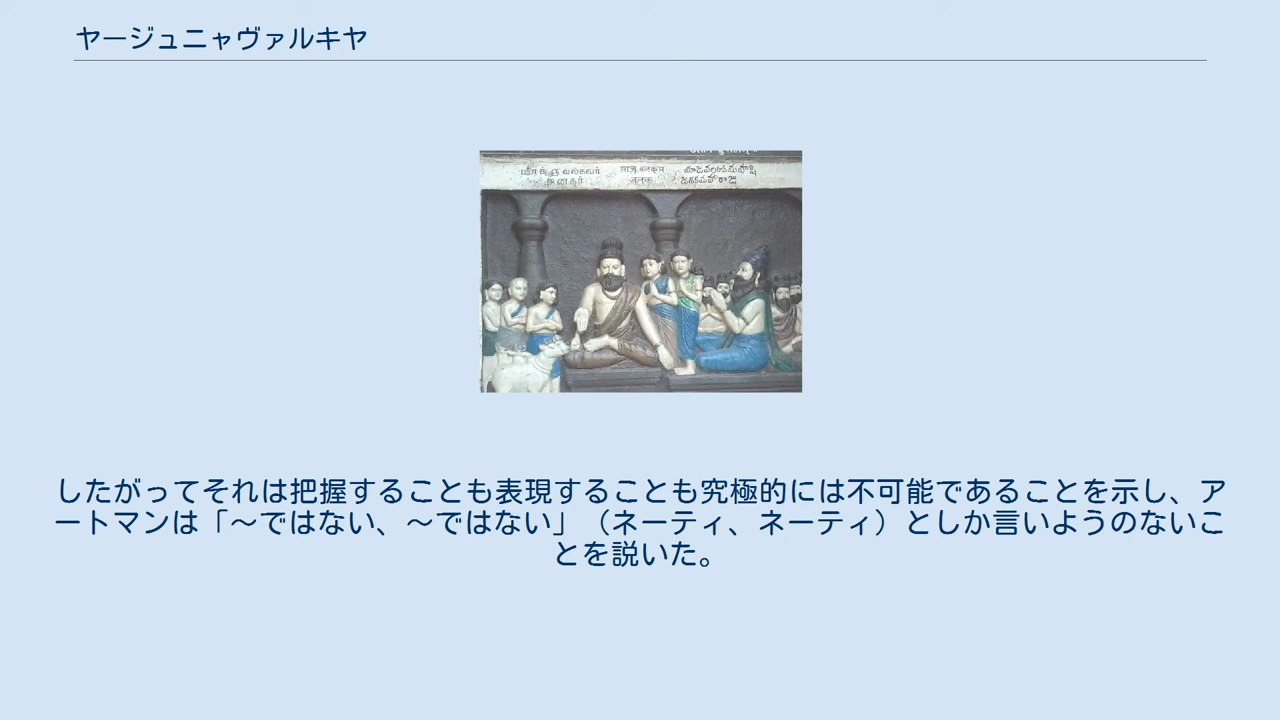 ヤージュニャヴァルキヤ
जनक
したがってそれは把握することも表現することも究極的には不可能であることを示し、ア
ートマンは「～ではない、～ではない」（ネーティ、ネーティ）としか言いようのないこ
とを説いた。